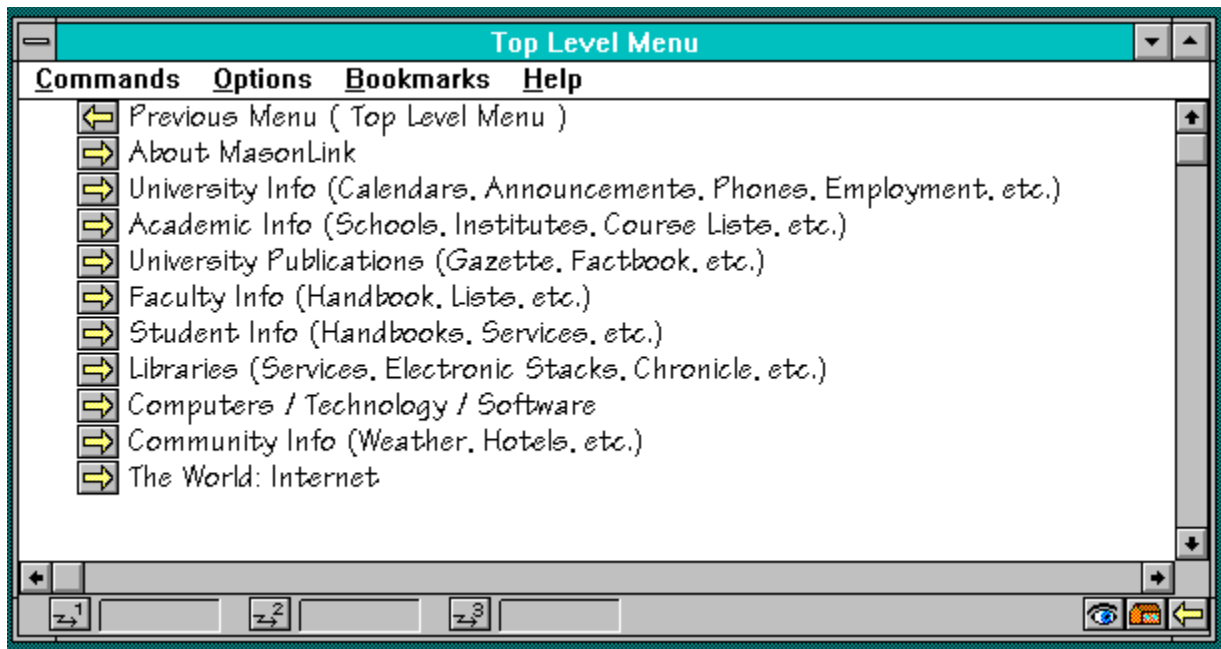 Top Level Menu
Commands Options Bookmarks Help
Previous Menu ( Top Level Menu )
About MasonLink
University Info (Calendars, Announcements, Phones, Employment, etc.)
Academic Info (Schools, Institutes, Course Lists, etc.)
University Publications (Gazette, Factbook, etc.)
Faculty Info (Handbook, Lists, etc.)
Student Info (Handbooks, Services, etc.)
Libraries (Services, Electronic Stacks, Chronicle, etc.)
Computers / Technology / Software
Community Info (Weather, Hotels, etc.)
The World: Internet
z→1 z→2 z→3